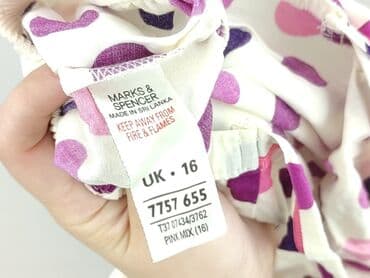 MARKS &
SPENCER
MADE IN SRI LANKA
KEEP AWAY FROM
FIRE & FLAMES
UK · 16
7757 655
T37 07434/3762
PINK MIX (16)